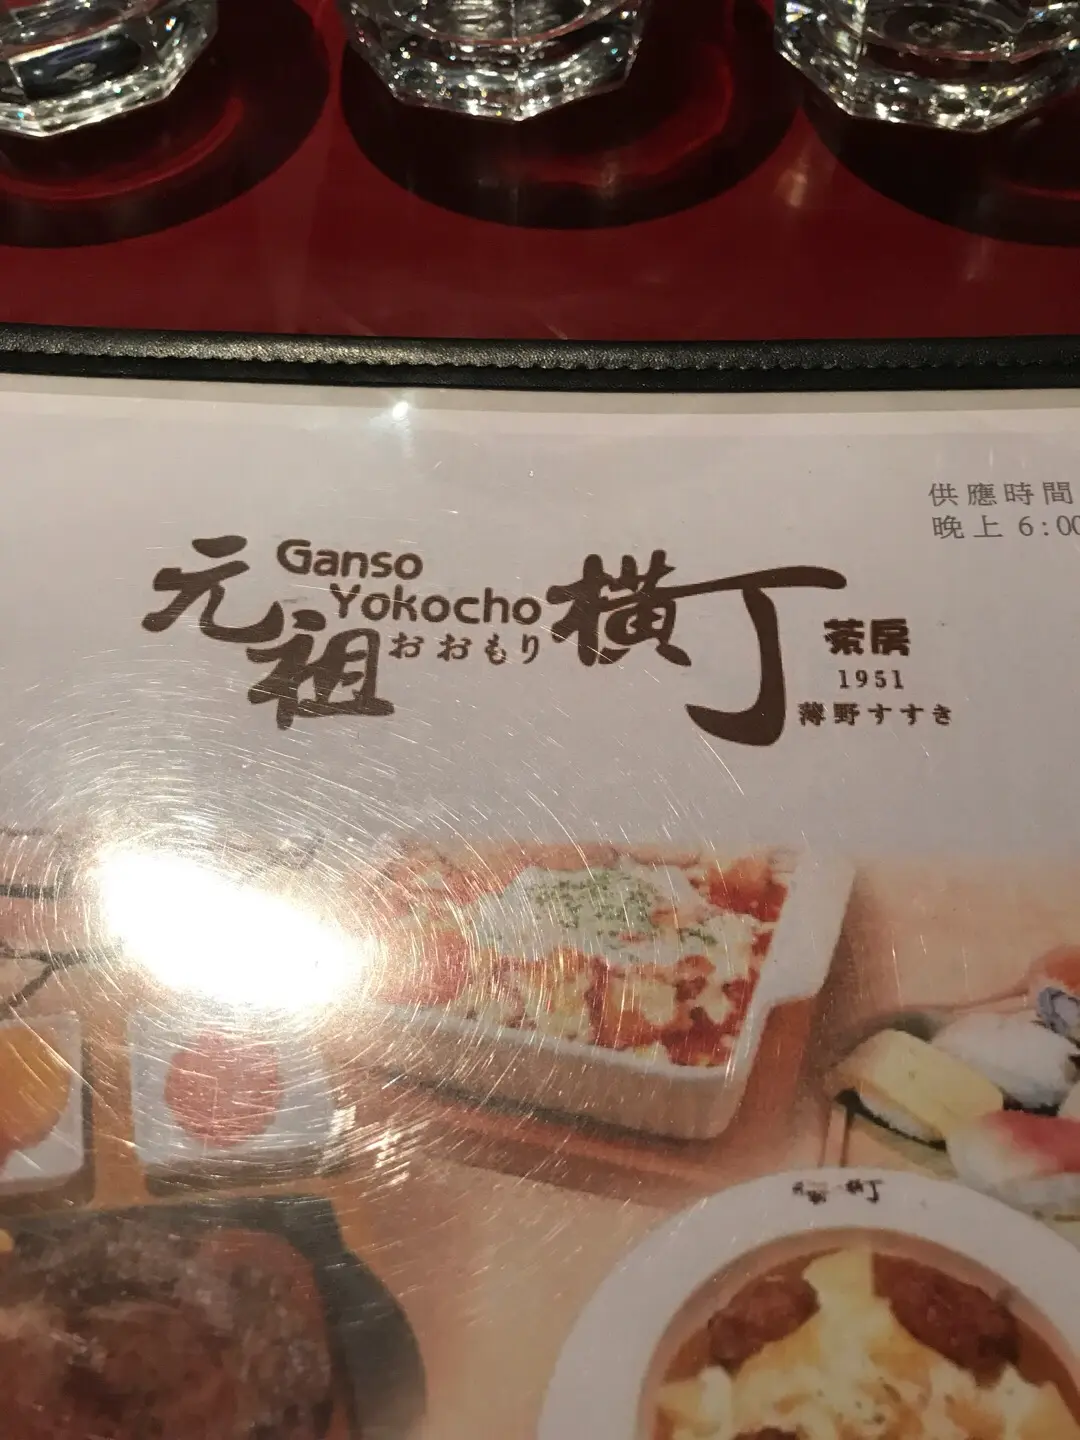 供應時間
晚上 6:00
元祖
Ganso
Yokocho
おおもり
横丁
茶房
1951
薄野すすき